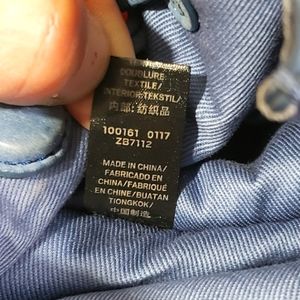 DOUBLURE
TEXTILE/
INTERIOR:TEKSTIL/
内部: 纺织品
100161 0117
ZB7112
MADE IN CHINA/
FABRICADO EN
CHINA/FABRIQUÉ
EN CHINE/BUATAN
TIONGKOK/
中国制造